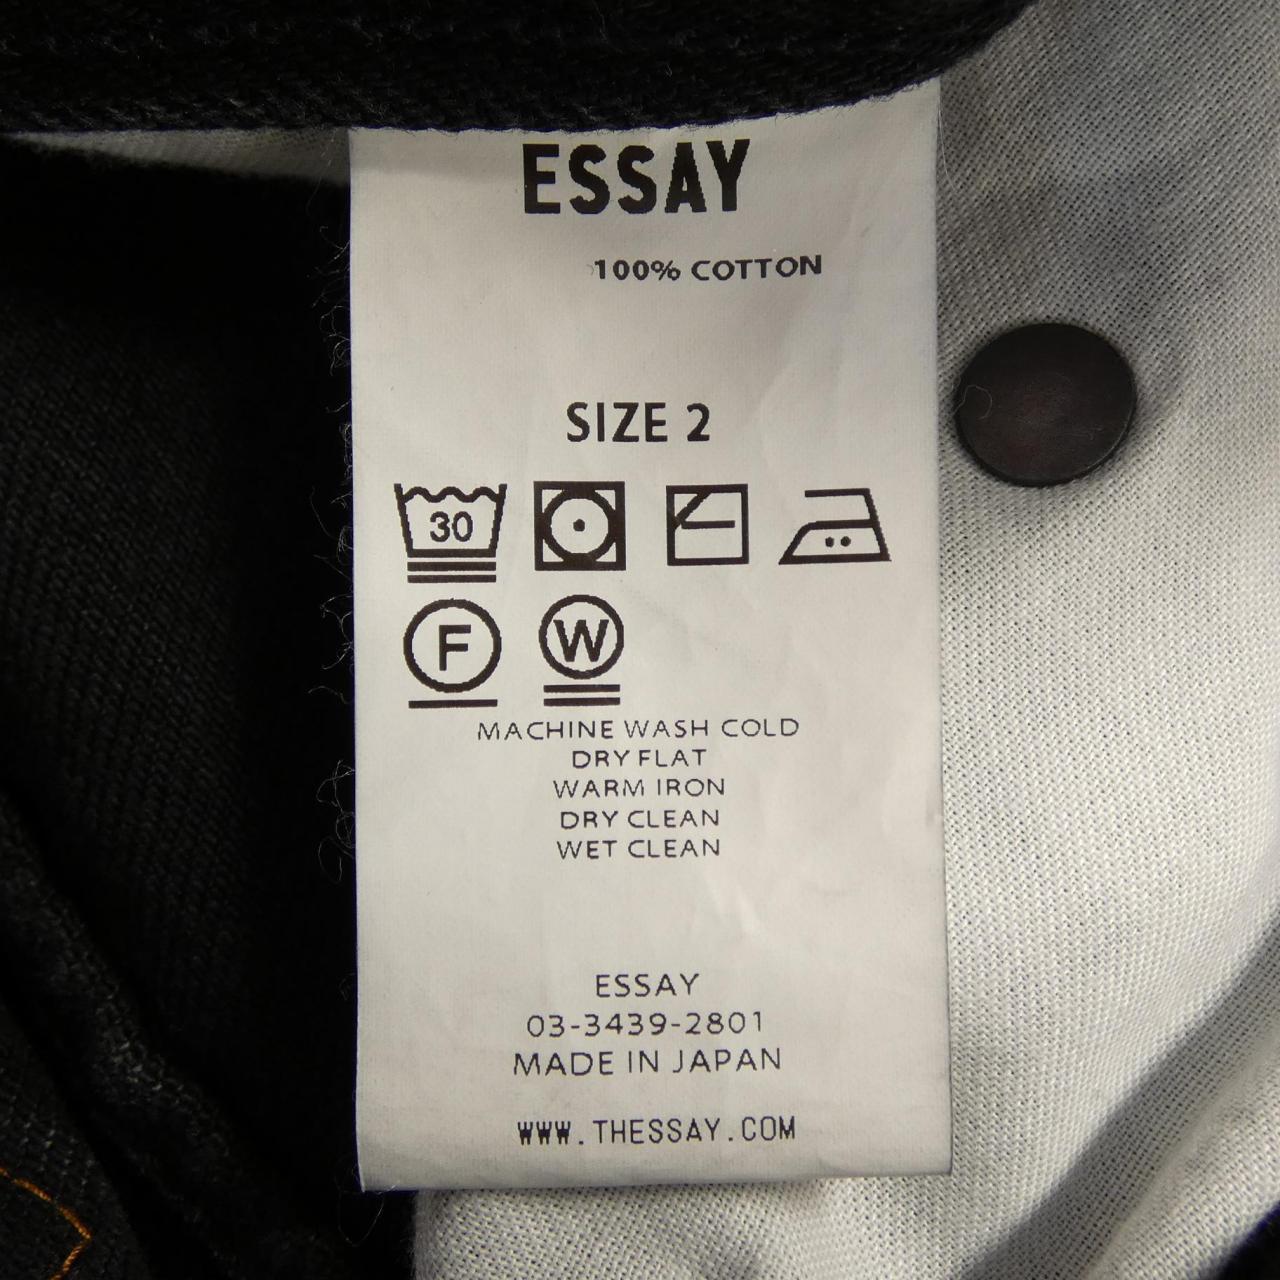 ESSAY
100% COTTON
SIZE 2
30
F W
MACHINE WASH COLD
DRY FLAT
WARM IRON
DRY CLEAN
WET CLEAN
ESSAY
03-3439-2801
MADE IN JAPAN
WWW.THESSAY.COM